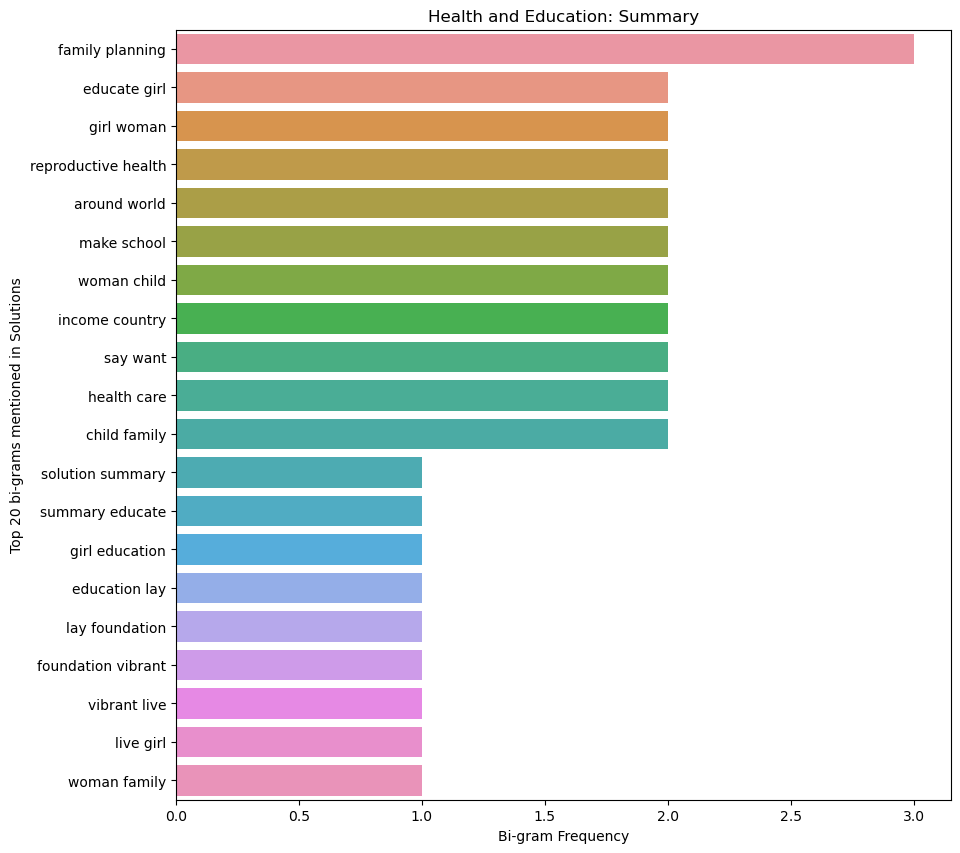 Health and Education: Summary
Top 20 bi-grams mentioned in Solutions
family planning
educate girl
girl woman
reproductive health
around world
make school
woman child
income country
say want
health care
child family
solution summary
summary educate
girl education
education lay
lay foundation
foundation vibrant
vibrant live
live girl
woman family
0.0 0.5 1.0 1.5 2.0 2.5 3.0
Bi-gram Frequency